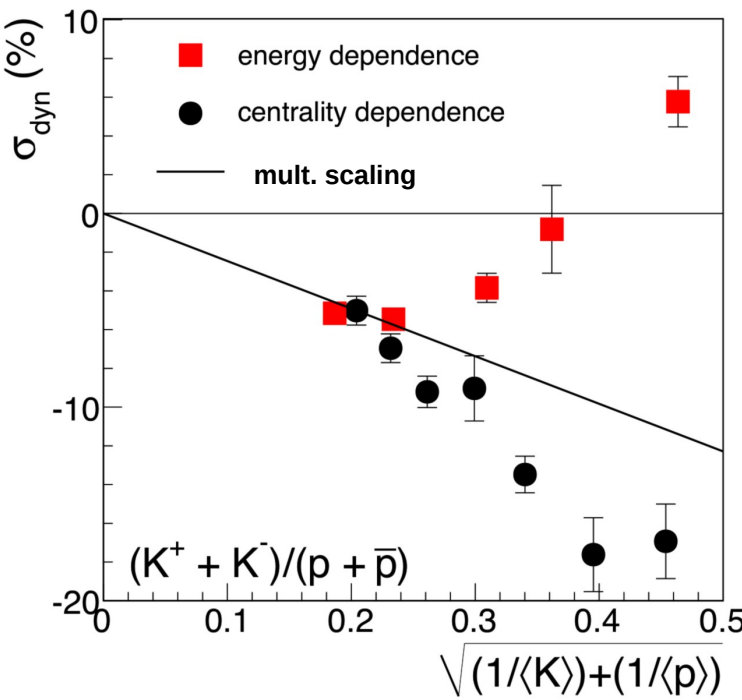 10
σdyn (%)
energy dependence
centrality dependence
mult. scaling
0
-10
(K⁺ + K⁻)/(p + p̅)
-20
0 0.1 0.2 0.3 0.4 0.5
√(1/⟨K⟩)+(1/⟨p⟩)